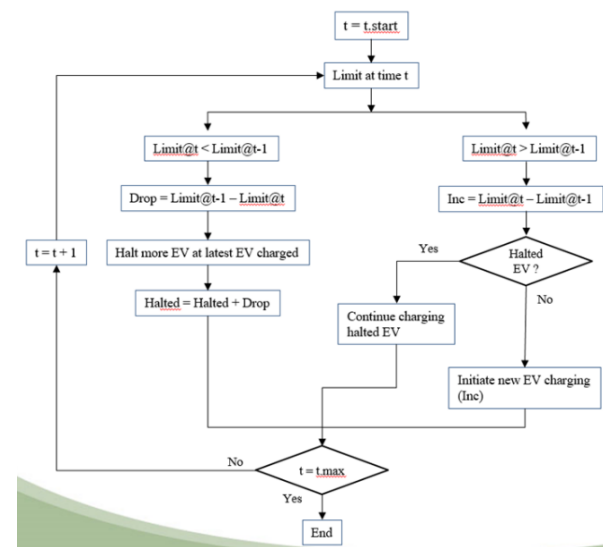 t = t.start
Limit at time t
Limit@t < Limit@t-1
Limit@t > Limit@t-1
Drop = Limit@t-1 – Limit@t
Inc = Limit@t – Limit@t-1
t = t + 1
Halt more EV at latest EV charged
Yes
Halted
EV ?
Halted = Halted + Drop
No
Continue charging
halted EV
Initiate new EV charging
(Inc)
No
t = t.max
Yes
End